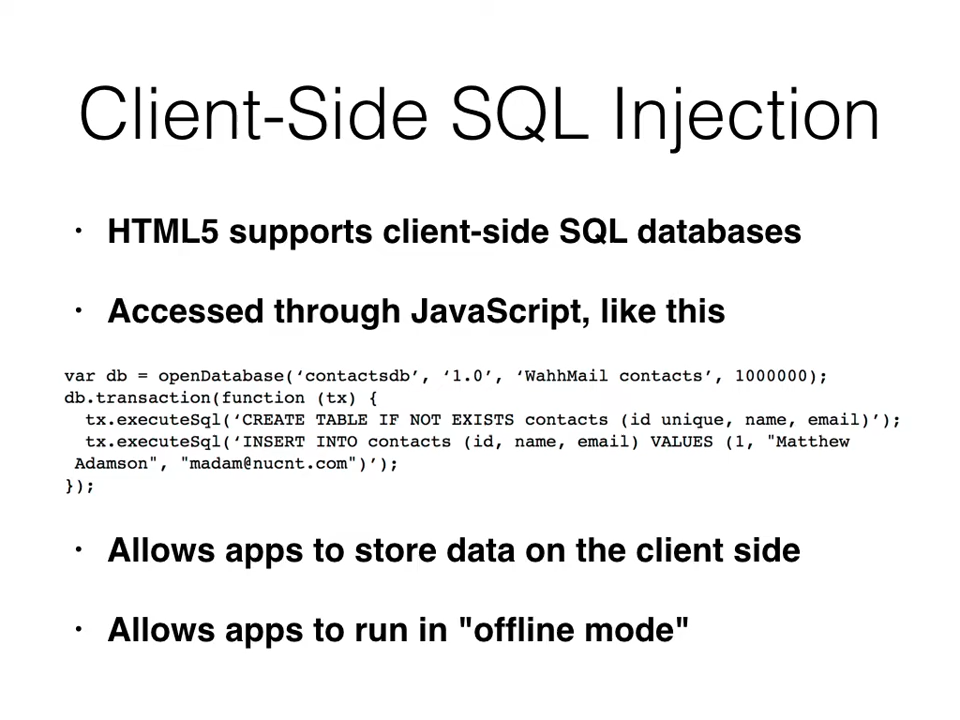 Client-Side SQL Injection
• HTML5 supports client-side SQL databases
• Accessed through JavaScript, like this
var db = openDatabase(‘contactsdb’, ‘1.0’, ‘WahhMail contacts’, 1000000);
db.transaction(function (tx) {
tx.executeSql(‘CREATE TABLE IF NOT EXISTS contacts (id unique, name, email)’);
tx.executeSql(‘INSERT INTO contacts (id, name, email) VALUES (1, "Matthew
Adamson", "madam@nucnt.com")’);
});
• Allows apps to store data on the client side
• Allows apps to run in "offline mode"